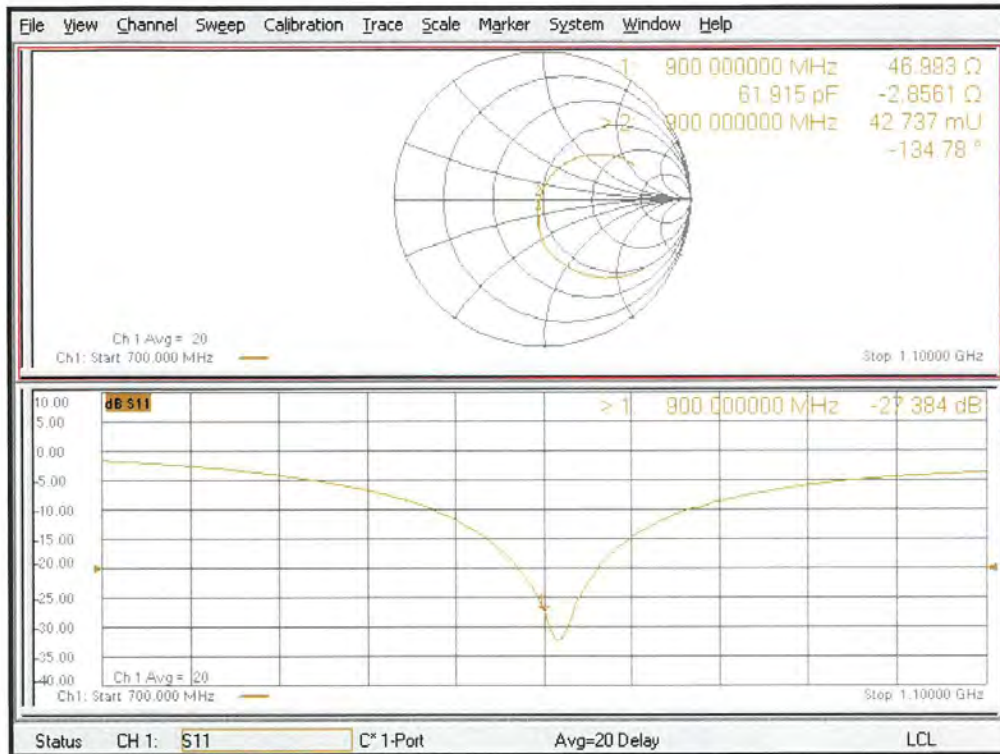 File View Channel Sweep Calibration Trace Scale Marker System Window Help
1: 900.000000 MHz 46.993 Ω
61.915 pF -2.8561 Ω
> 2: 900.000000 MHz 42.737 mU
-134.78 °
Ch 1 Avg = 20
Ch1: Start 700.000 MHz
Stop 1.10000 GHz
10.00
dB S11
> 1: 900.000000 MHz -27.384 dB
5.00
0.00
-5.00
-10.00
-15.00
-20.00
-25.00
-30.00
-35.00
-40.00
Ch 1 Avg = 20
Ch1: Start 700.000 MHz
Stop 1.10000 GHz
Status CH 1: S11 C* 1-Port Avg=20 Delay LCL